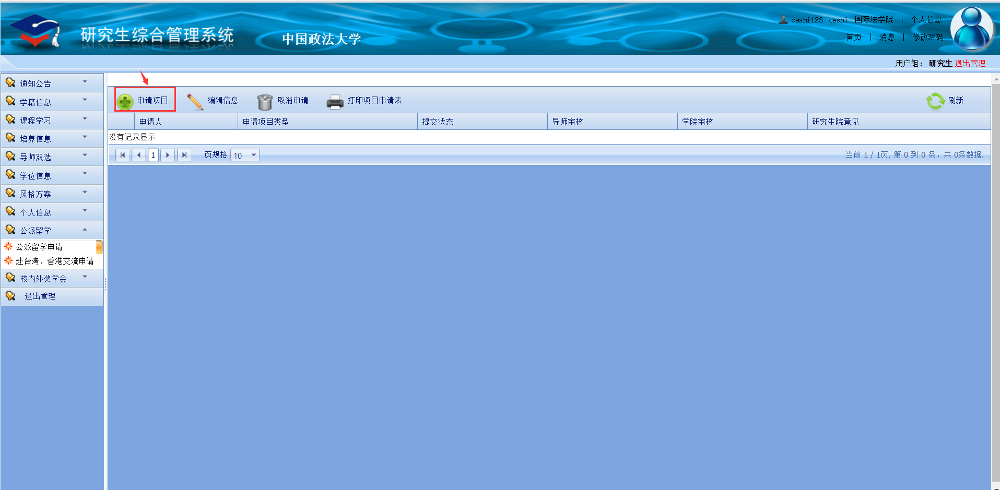 研究生综合管理系统
中国政法大学
ceshi123 ceshi 国际法学院 | 个人信息
首页 | 消息 | 修改密码
用户组： 研究生 退出管理
通知公告
学籍信息
课程学习
培养信息
导师双选
学位信息
风格方案
个人信息
公派留学
公派留学申请
赴台湾、香港交流申请
校内外奖学金
退出管理
申请项目 编辑信息 取消申请 打印项目申请表 刷新
申请人 申请项目类型 提交状态 导师审核 学院审核 研究生院意见
没有记录显示
1 页规格 10 当前 1 / 1页, 第 0 到 0 条，共 0条数据.